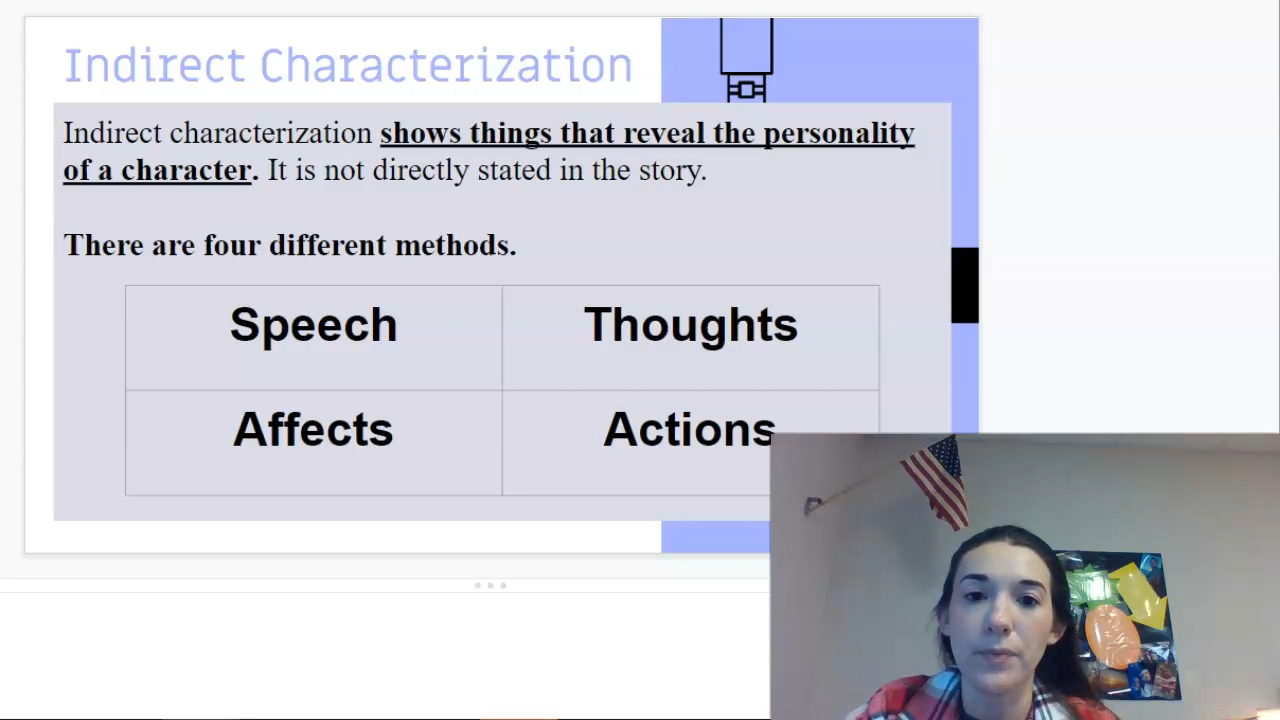 Indirect Characterization
Indirect characterization shows things that reveal the personality
of a character. It is not directly stated in the story.
There are four different methods.
Speech
Thoughts
Affects
Actions